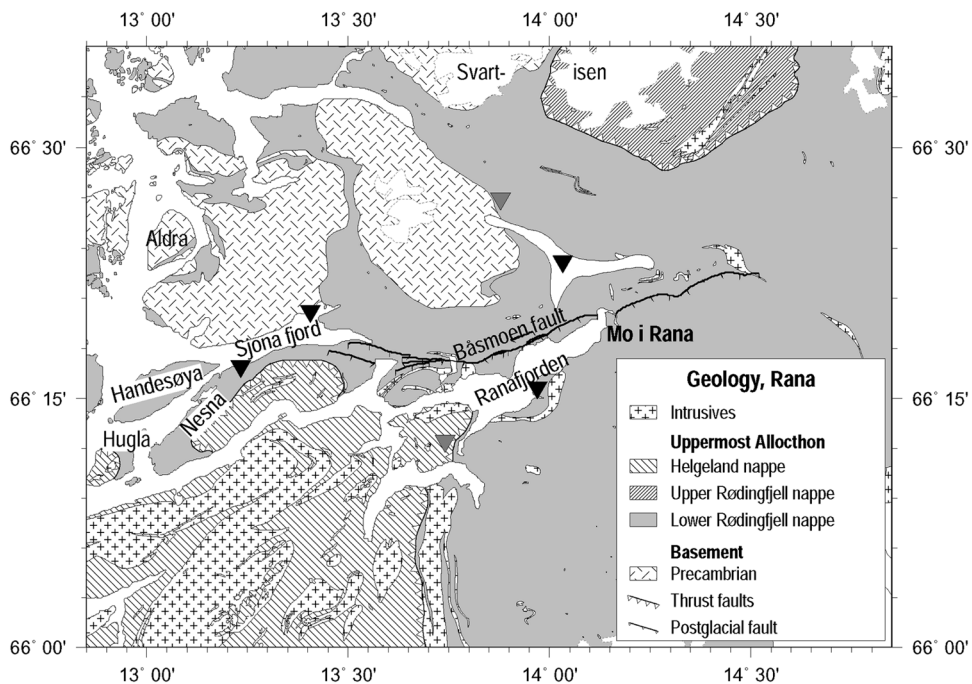 13˚ 00'
13˚ 30'
14˚ 00'
14˚ 30'
Svart-
isen
66˚ 30'
66˚ 30'
Aldra
Sjona fjord
Båsmoen fault
Mo i Rana
Handesøya
Ranafjorden
Nesna
Hugla
66˚ 15'
66˚ 15'
Geology, Rana
Intrusives
Uppermost Allocthon
Helgeland nappe
Upper Rødingfjell nappe
Lower Rødingfjell nappe
Basement
Precambrian
Thrust faults
Postglacial fault
66˚ 00'
66˚ 00'
13˚ 00'
13˚ 30'
14˚ 00'
14˚ 30'